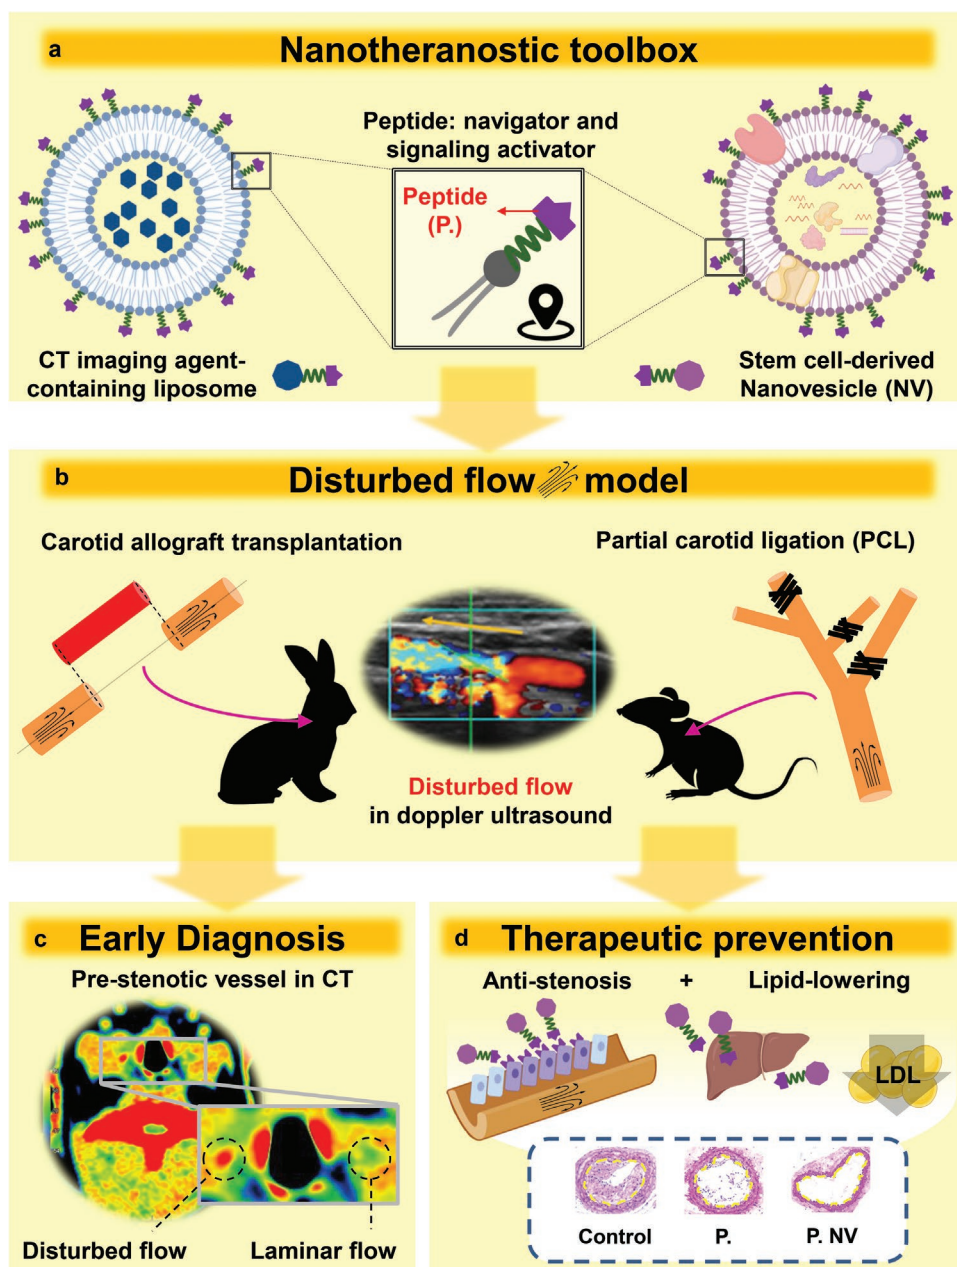 a
Nanotheranostic toolbox
Peptide: navigator and
signaling activator
Peptide
(P.)
CT imaging agent-
containing liposome
Stem cell-derived
Nanovesicle (NV)
b
Disturbed flow model
Carotid allograft transplantation
Partial carotid ligation (PCL)
Disturbed flow
in doppler ultrasound
c
Early Diagnosis
Pre-stenotic vessel in CT
Disturbed flow
Laminar flow
d
Therapeutic prevention
Anti-stenosis + Lipid-lowering
LDL
Control
P.
P. NV